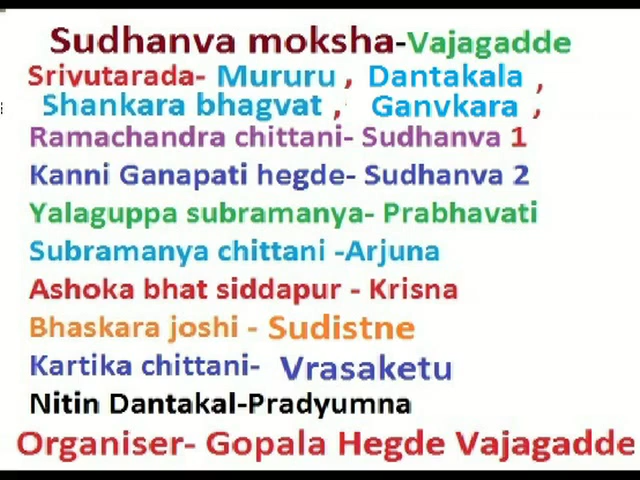 Sudhanva moksha-Vajagadde
Srivutarada- Mururu , Dantakala ,
Shankara bhagvat , Ganvkara ,
Ramachandra chittani- Sudhanva 1
Kanni Ganapati hegde- Sudhanva 2
Yalaguppa subramanya- Prabhavati
Subramanya chittani -Arjuna
Ashoka bhat siddapur - Krisna
Bhaskara joshi - Sudistne
Kartika chittani- Vrasaketu
Nitin Dantakal-Pradyumna
Organiser- Gopala Hegde Vajagadde